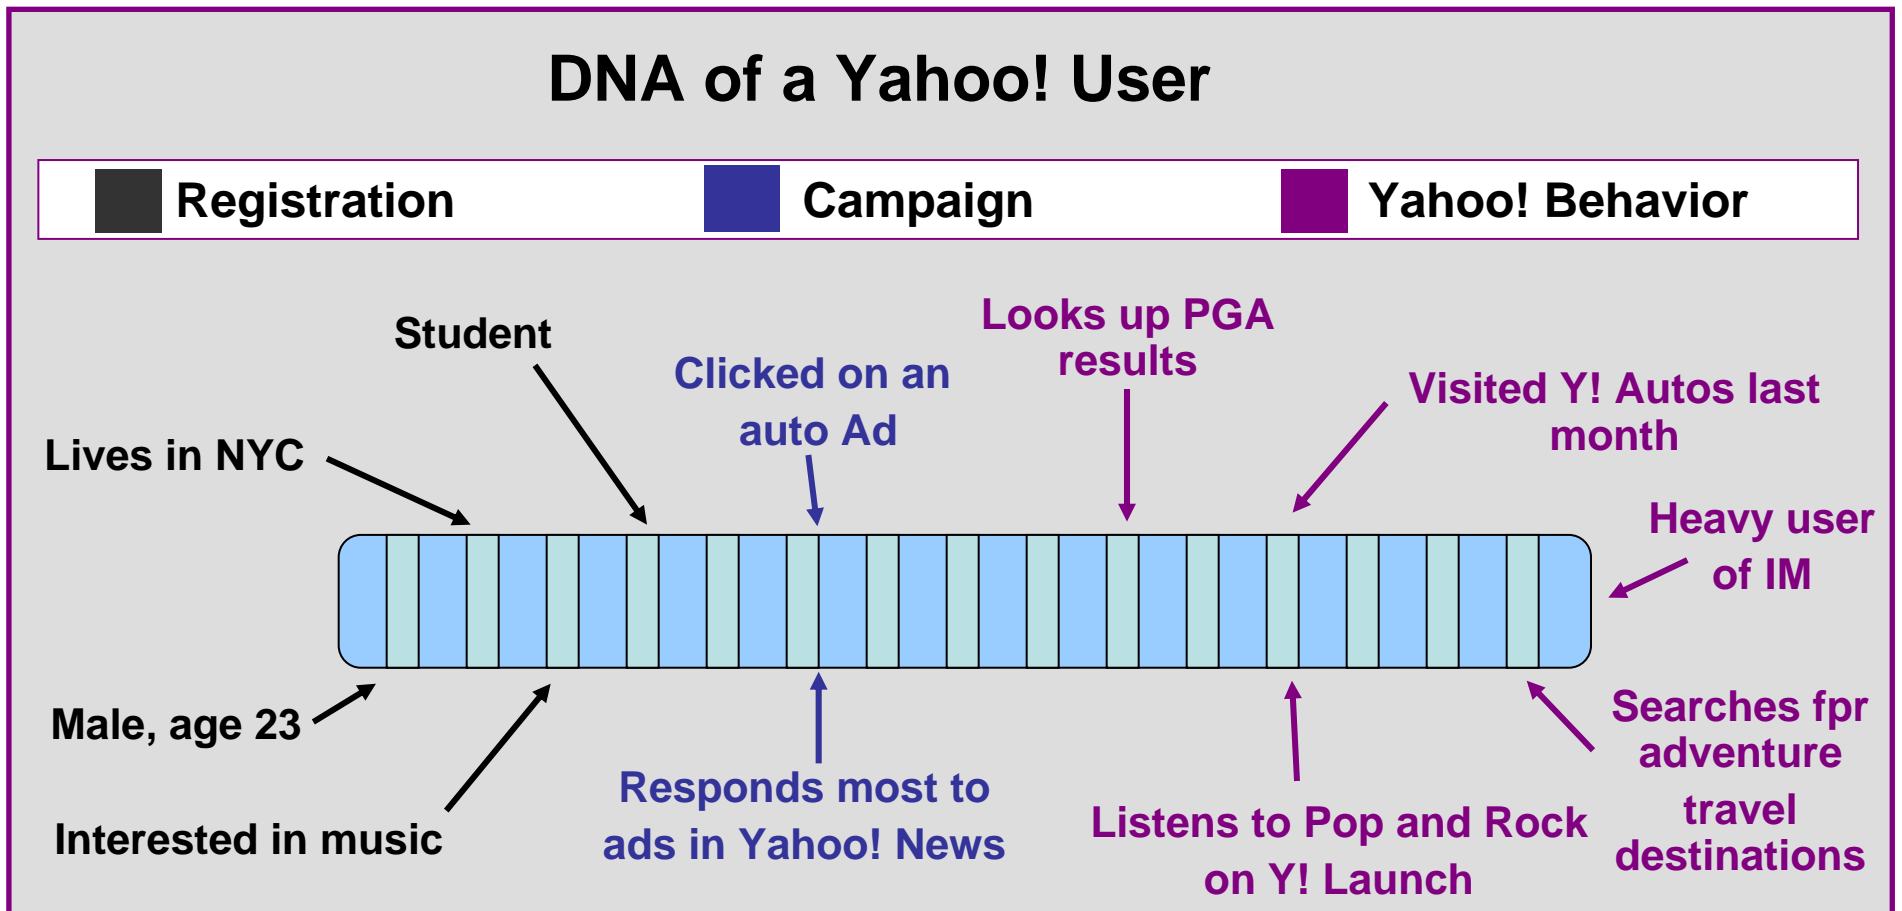 DNA of a Yahoo! User
Registration
Campaign
Yahoo! Behavior
Student
Lives in NYC
Male, age 23
Interested in music
Clicked on an
auto Ad
Responds most to
ads in Yahoo! News
Looks up PGA
results
Visited Y! Autos last
month
Heavy user
of IM
Listens to Pop and Rock
on Y! Launch
Searches fpr
adventure
travel
destinations